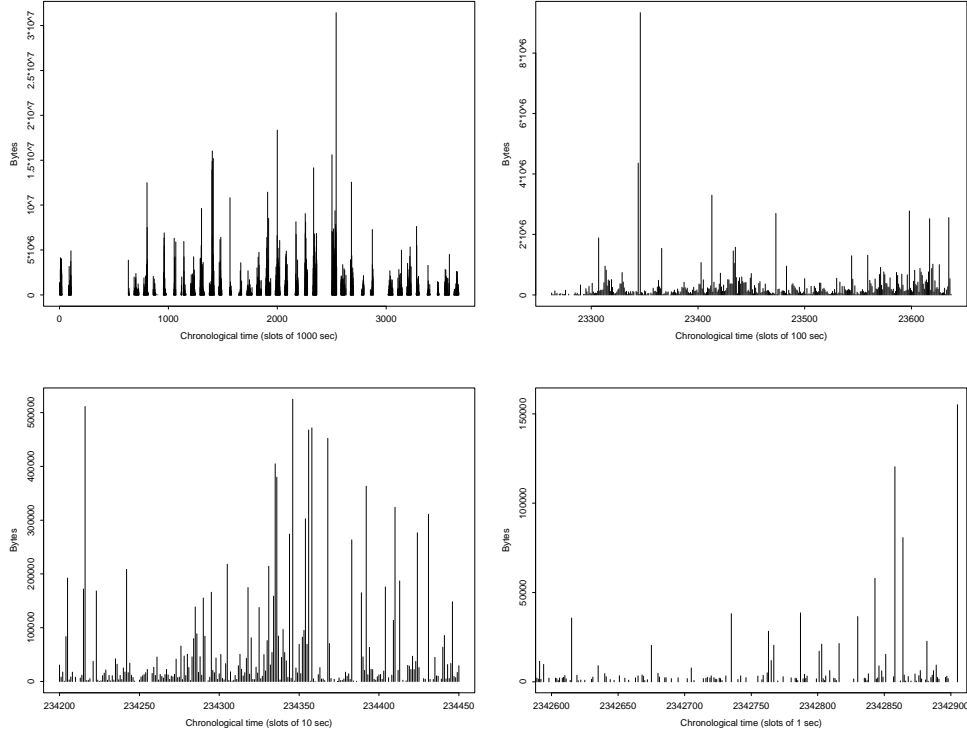 Bytes
0
5*10^6
10^7
1.5*10^7
2*10^7
2.5*10^7
3*10^7
0 1000 2000 3000
Chronological time (slots of 1000 sec)
Bytes
0
2*10^6
4*10^6
6*10^6
8*10^6
23300 23400 23500 23600
Chronological time (slots of 100 sec)
Bytes
0
100000
200000
300000
400000
500000
234200 234250 234300 234350 234400 234450
Chronological time (slots of 10 sec)
Bytes
0
50000
100000
150000
2342600 2342650 2342700 2342750 2342800 2342850 2342900
Chronological time (slots of 1 sec)